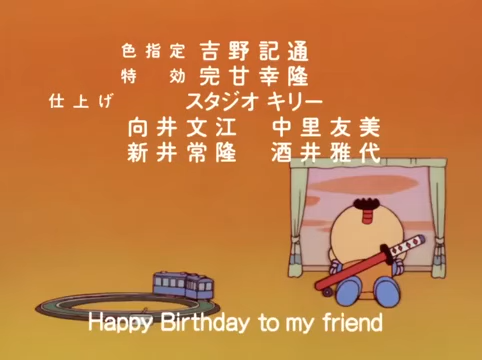 色指定 吉野記通
特効 完甘幸隆
仕上げ スタジオキリー
向井文江 中里友美
新井常隆 酒井雅代
Happy Birthday to my friend